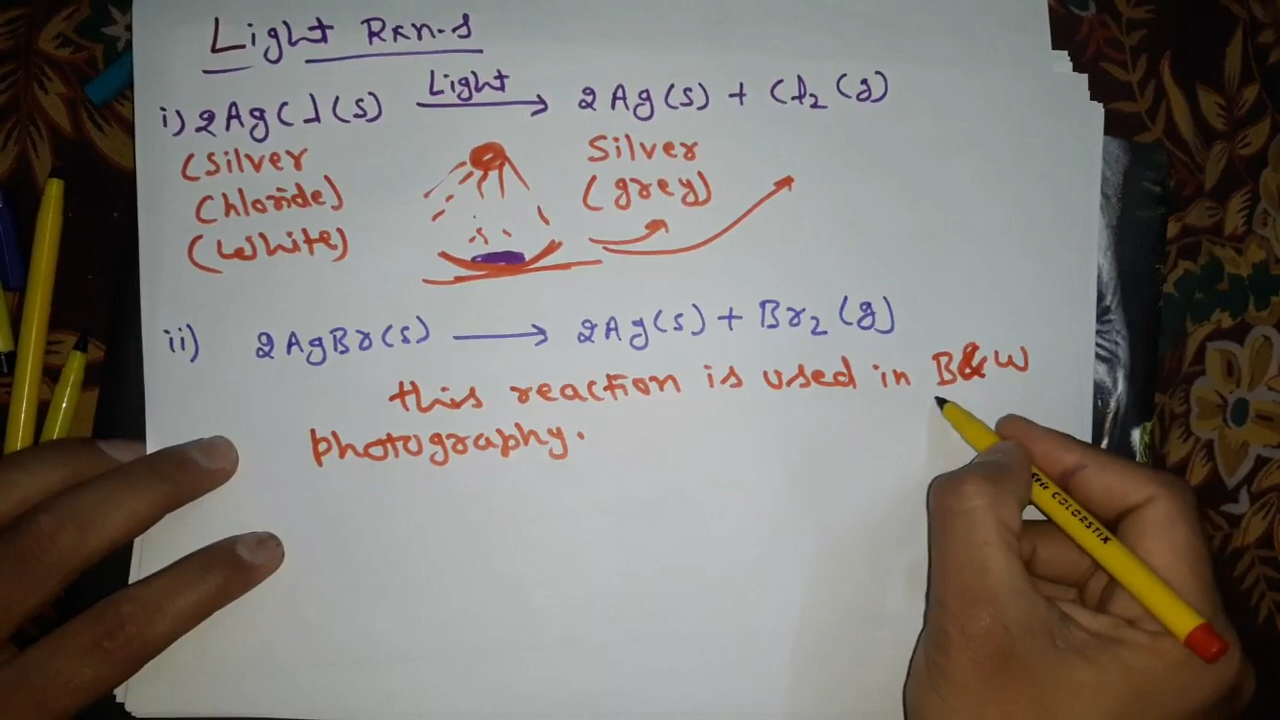 Light Rxn-s
i) 2AgCl(s) Light → 2Ag(s) + Cl₂(g)
(Silver Silver
Chloride) (grey)
(White)
ii) 2AgBr(s) → 2Ag(s) + Br₂(g)
this reaction is used in B&W
photography.
COLORSTIX